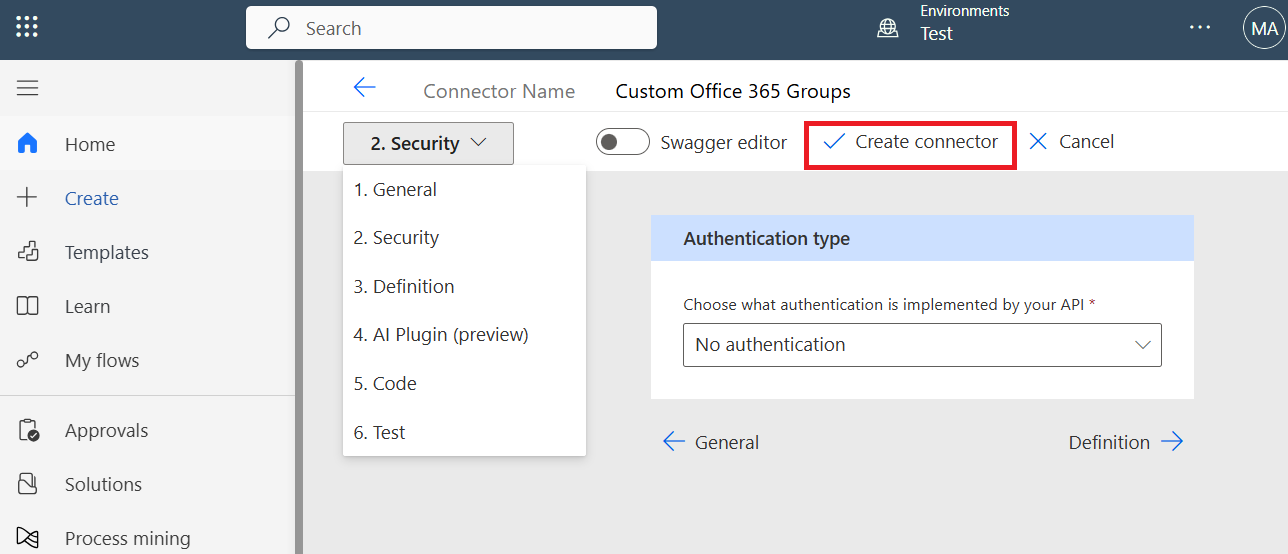 Search
Environments
Test
MA
Connector Name
Custom Office 365 Groups
2. Security
Swagger editor
Create connector
Cancel
Home
Create
Templates
Learn
My flows
Approvals
Solutions
Process mining
1. General
2. Security
3. Definition
4. AI Plugin (preview)
5. Code
6. Test
Authentication type
Choose what authentication is implemented by your API *
No authentication
General
Definition